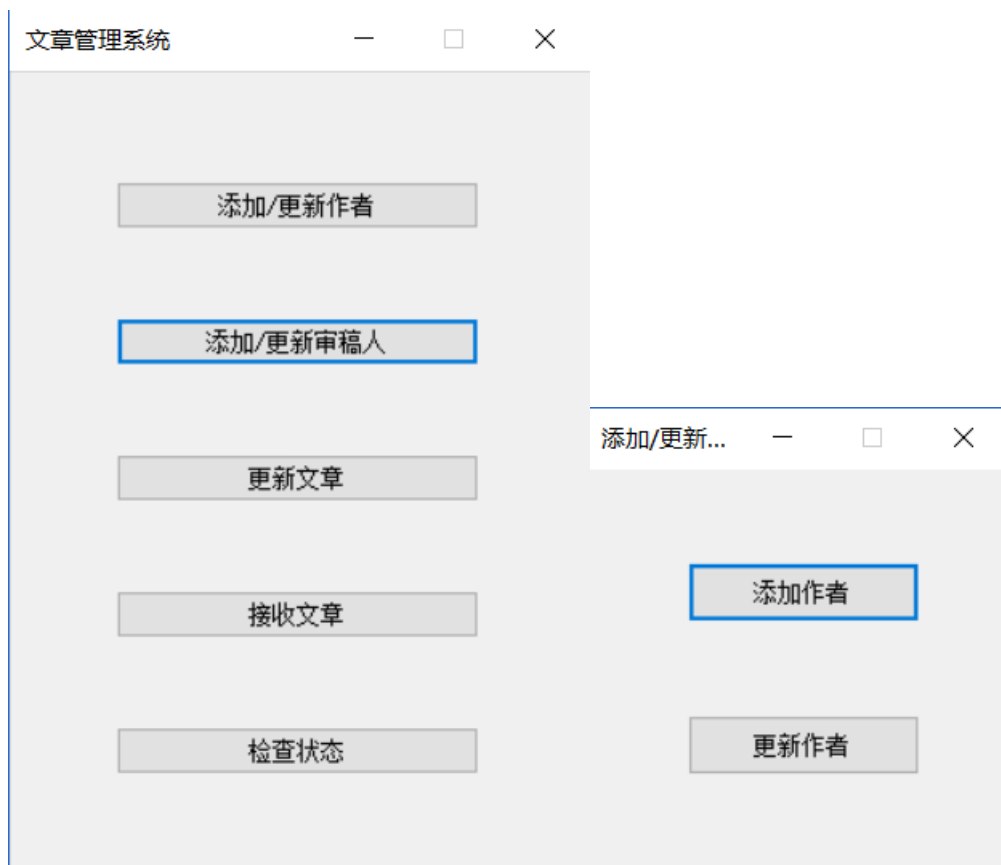 文章管理系统
添加/更新作者
添加/更新审稿人
更新文章
接收文章
检查状态
添加/更新...
添加作者
更新作者